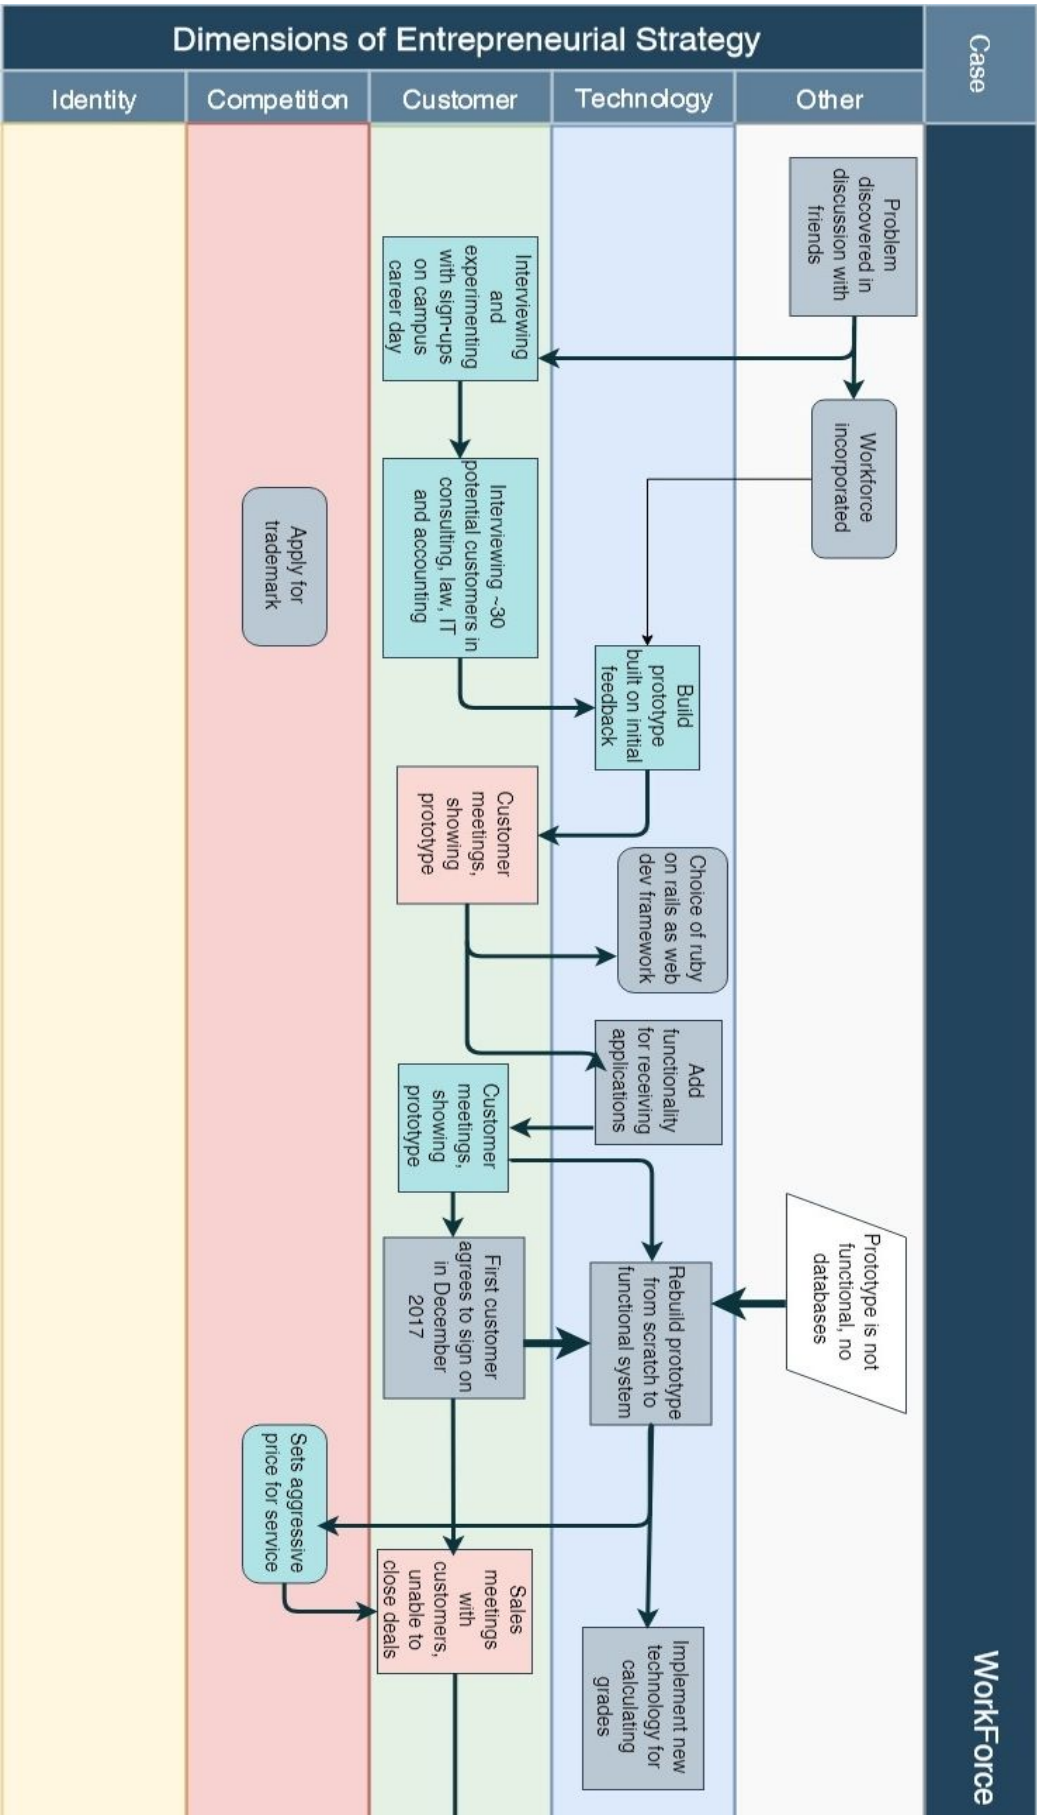 Case
WorkForce
Dimensions of Entrepreneurial Strategy
Other
Technology
Customer
Competition
Identity
Problem
discovered in
discussion with
friends
Workforce
incorporated
Interviewing
and
experimenting
with sign-ups
on campus
career day
Interviewing ~30
potential customers in
consulting, law, IT
and accounting
Apply for
trademark
Build
prototype
built on initial
feedback
Customer
meetings,
showing
prototype
Choice of ruby
on rails as web
dev framework
Add
functionality
for receiving
applications
Customer
meetings,
showing
prototype
Prototype is not
functional, no
databases
Rebuild prototype
from scratch to
functional system
First customer
agrees to sign on
in December
2017
Sets aggressive
price for service
Sales
meetings
with
customers,
unable to
close deals
Implement new
technology for
calculating
grades